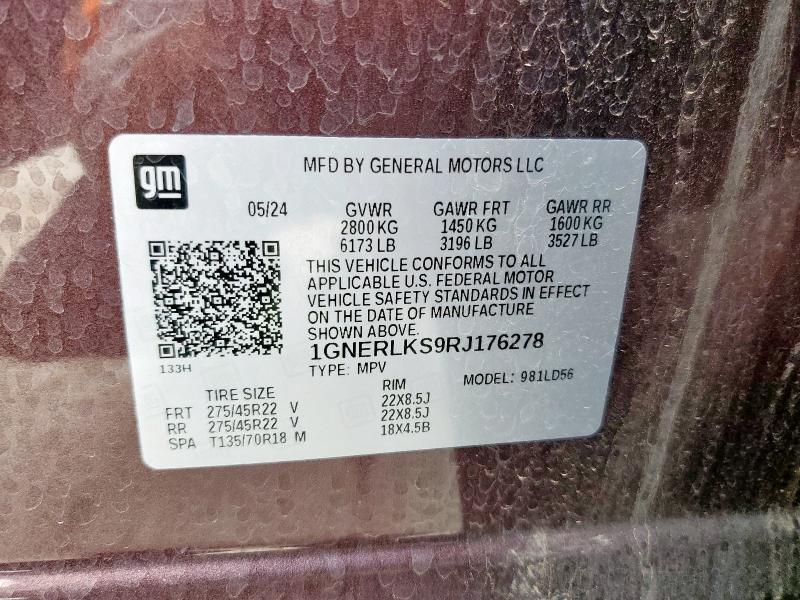 gm
MFD BY GENERAL MOTORS LLC
05/24 GVWR GAWR FRT GAWR RR
2800 KG 1450 KG 1600 KG
6173 LB 3196 LB 3527 LB
THIS VEHICLE CONFORMS TO ALL
APPLICABLE U.S. FEDERAL MOTOR
VEHICLE SAFETY STANDARDS IN EFFECT
ON THE DATE OF MANUFACTURE
SHOWN ABOVE.
1GNERLKS9RJ176278
133H
TYPE: MPV MODEL: 981LD56
TIRE SIZE RIM
FRT 275/45R22 V 22X8.5J
RR 275/45R22 V 22X8.5J
SPA T135/70R18 M 18X4.5B